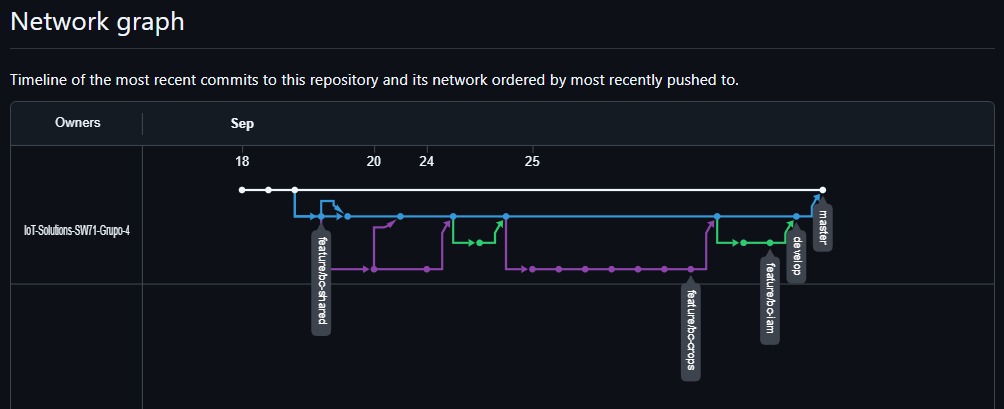 Network graph
Timeline of the most recent commits to this repository and its network ordered by most recently pushed to.
Owners
Sep
18
20
24
25
IoT-Solutions-SW71-Grupo-4
feature/bc-shared
feature/bc-crops
feature/bc-iam
develop
master